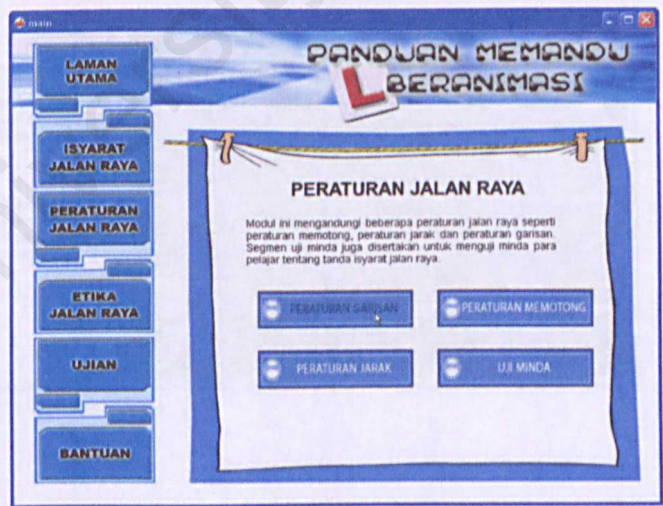 main
PANDUAN MEMANDU
L BERANIMASI
LAMAN
UTAMA
ISYARAT
JALAN RAYA
PERATURAN
JALAN RAYA
ETIKA
JALAN RAYA
UJIAN
BANTUAN
PERATURAN JALAN RAYA
Modul ini mengandungi beberapa peraturan jalan raya seperti
peraturan memotong, peraturan jarak dan peraturan garisan.
Segmen uji minda juga disertakan untuk menguji minda para
pelajar tentang tanda isyarat jalan raya.
PERATURAN GARISAN
PERATURAN MEMOTONG
PERATURAN JARAK
UJI MINDA